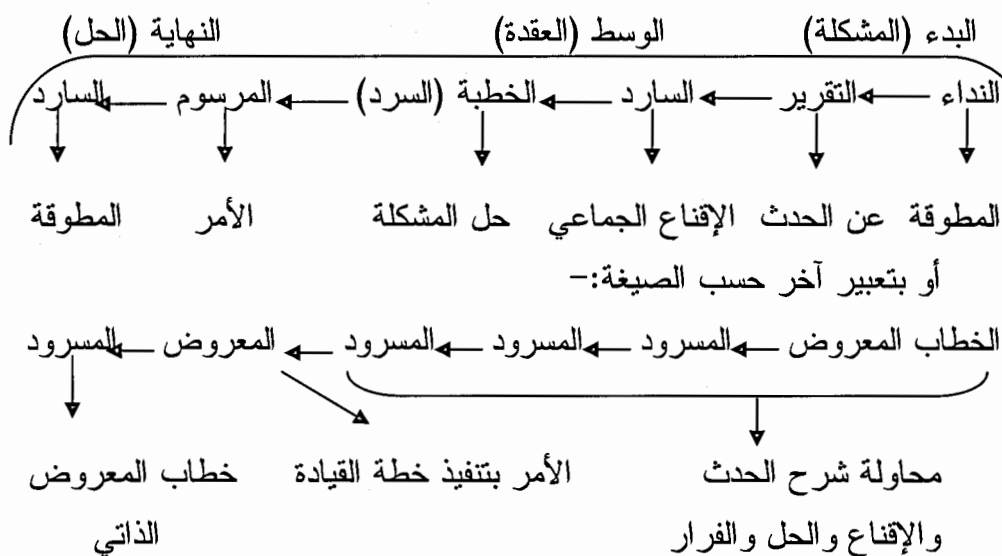 البدء (المشكلة) الوسط (العقدة) النهاية (الحل)
النداء التقرير السارد الخطبة (السرد) المرسوم السارد
المطوقة عن الحدث الإقناع الجماعي حل المشكلة الأمر المطوقة
أو بتعبير آخر حسب الصيغة:-
الخطاب المعروض المسرود المسرود المسرود المعروض المسرود
محاولة شرح الحدث الأمر بتنفيذ خطة القيادة خطاب المعروض
والإقناع والحل والفرار الذاتي